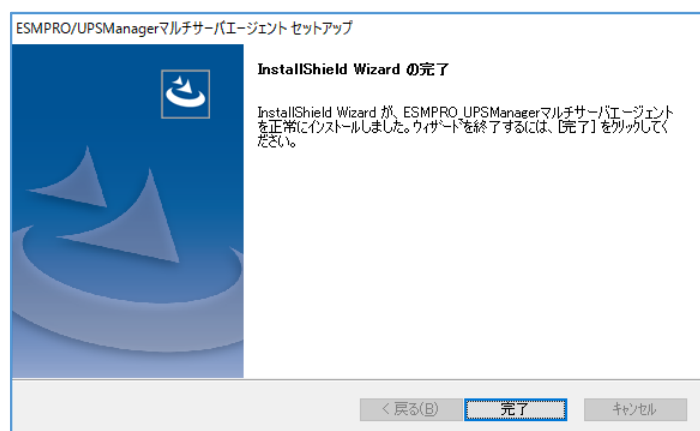 ESMPRO/UPSManagerマルチサーバエージェント セットアップ
InstallShield Wizard の完了
InstallShield Wizard が、ESMPRO_UPSManagerマルチサーバエージェント
を正常にインストールしました。ウィザードを終了するには、[完了] をクリックしてく
ださい。
< 戻る(B)
完了
キャンセル